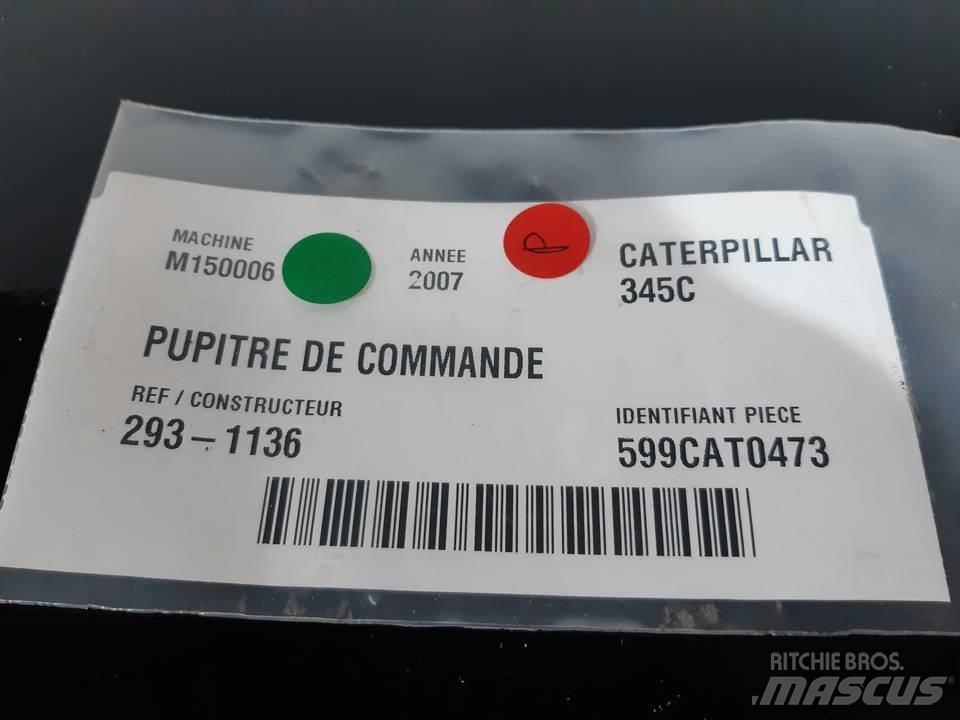 MACHINE
M150006
ANNEE
2007
CATERPILLAR
345C
PUPITRE DE COMMANDE
REF / CONSTRUCTEUR
293-1136
IDENTIFIANT PIECE
599CAT0473
RITCHIE BROS.
MASCUS